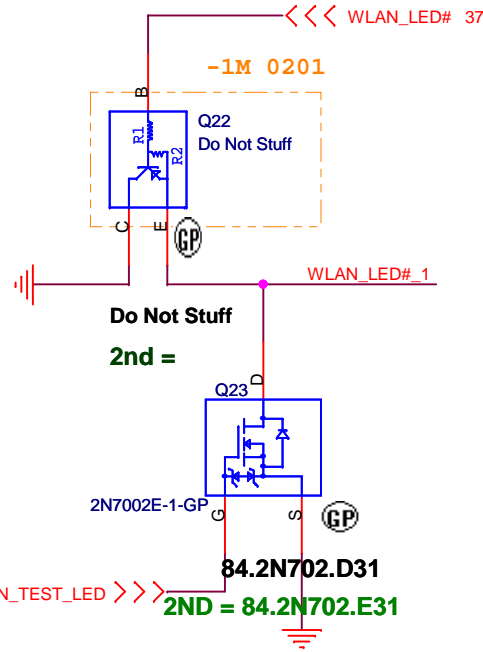 WLAN_LED# 37
-1M 0201
B
Q22
Do Not Stuff
R1
R2
C
E
GP
WLAN_LED#_1
Do Not Stuff
2nd =
D
Q23
2N7002E-1-GP
G
S
GP
84.2N702.D31
N_TEST_LED
2ND = 84.2N702.E31